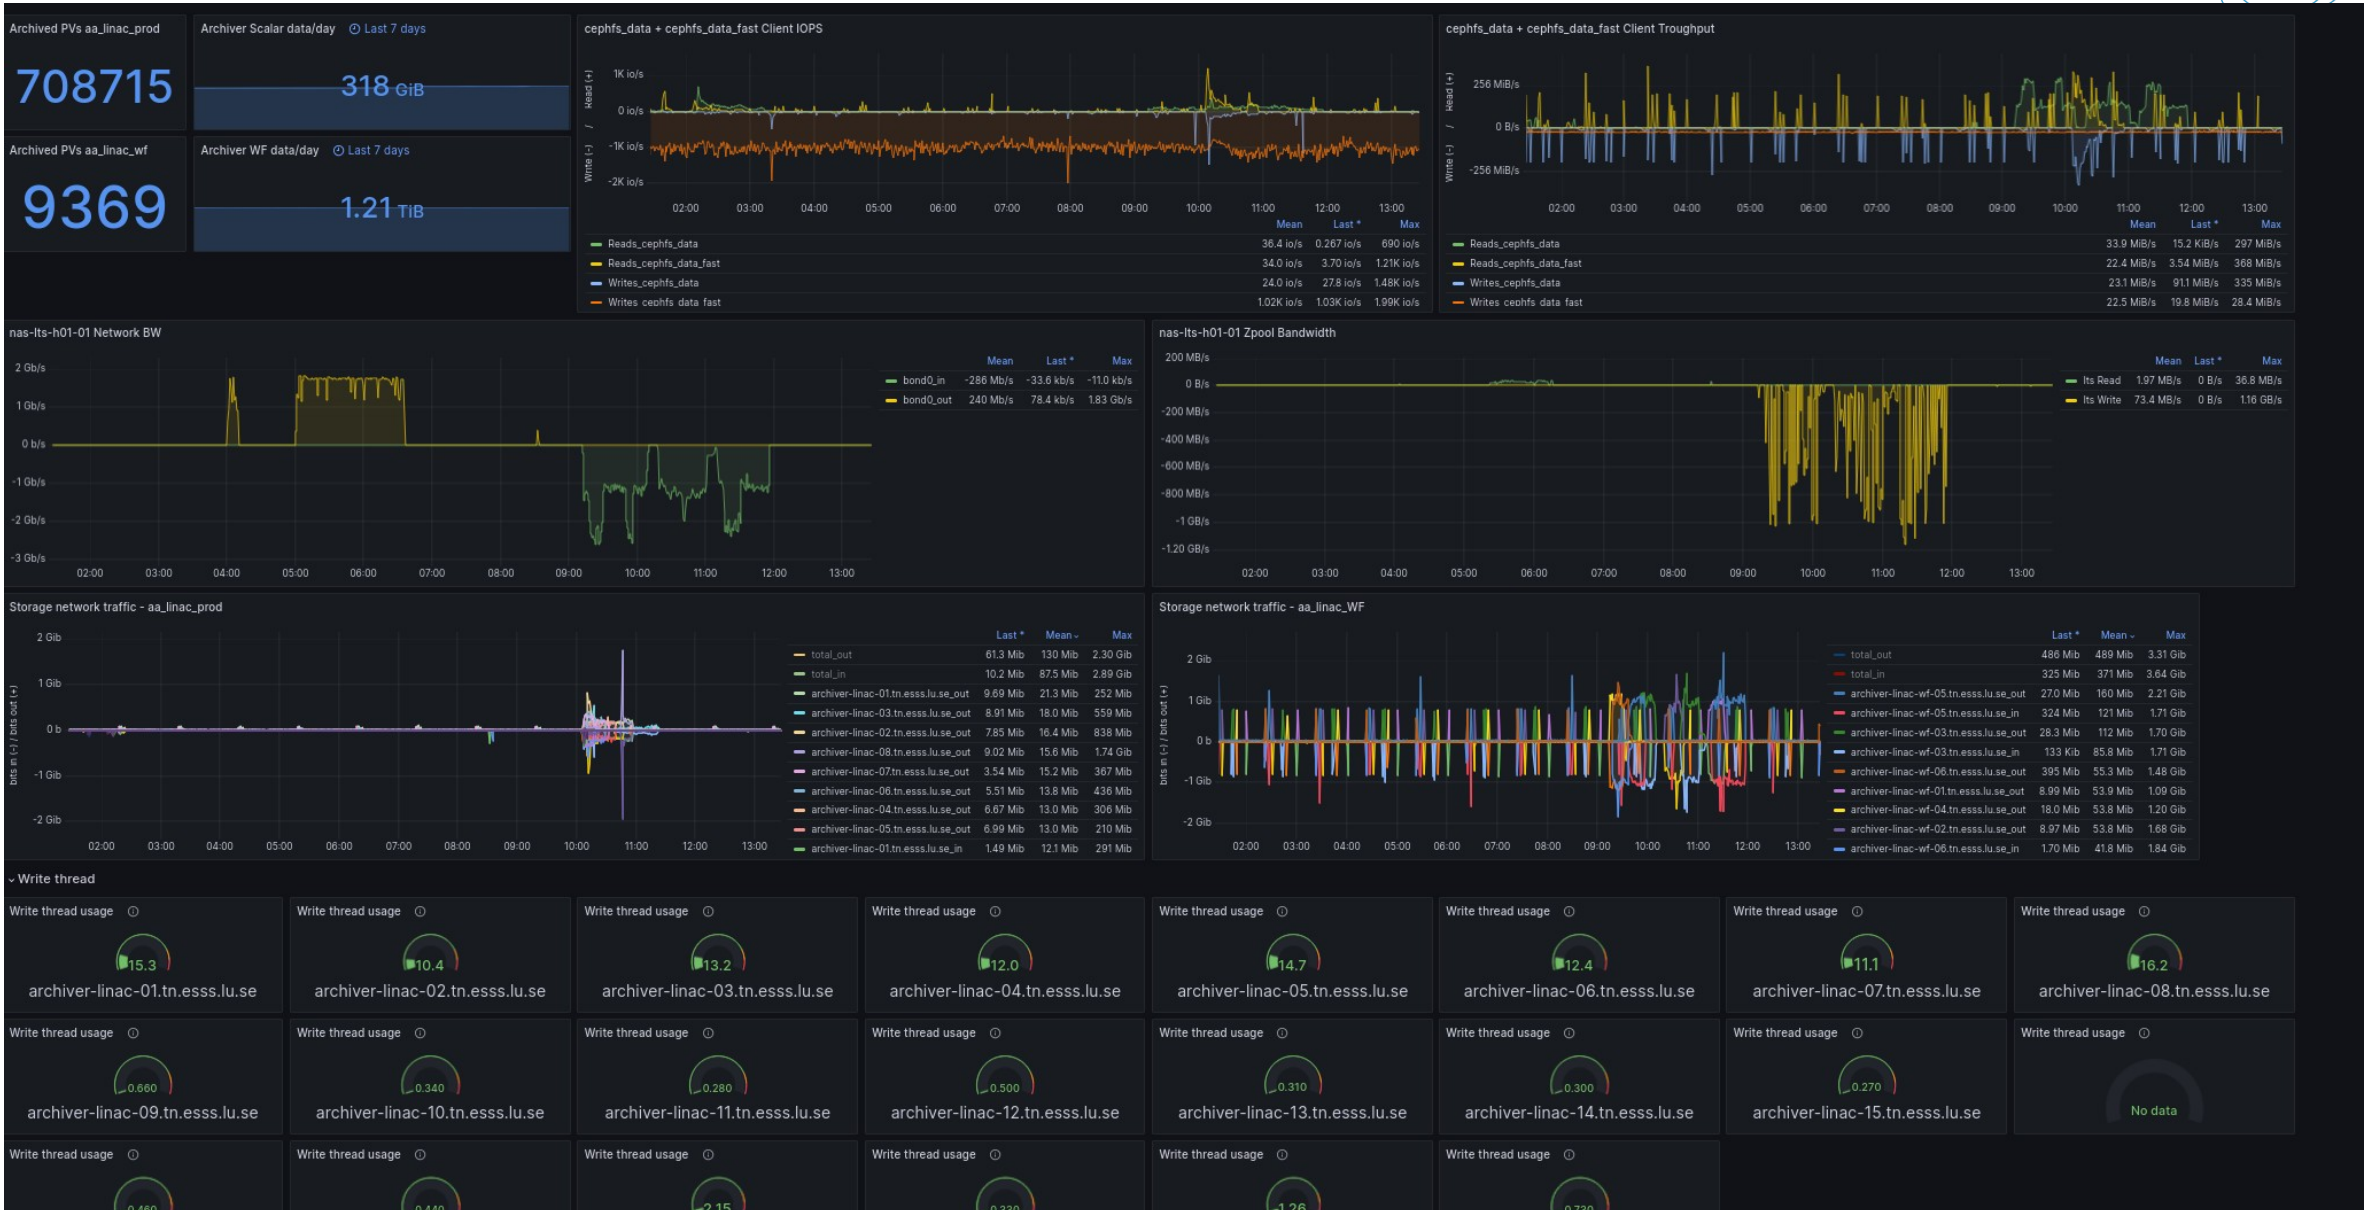 Archived PVs aa_linac_prod
708715
Archiver Scalar data/day Last 7 days
318 GiB
Archived PVs aa_linac_wf
9369
Archiver WF data/day Last 7 days
1.21 TiB
cephfs_data + cephfs_data_fast Client IOPS
Write (-) / Read (+)
1K io/s
0 io/s
-1K io/s
-2K io/s
02:00 03:00 04:00 05:00 06:00 07:00 08:00 09:00 10:00 11:00 12:00 13:00
Mean Last * Max
Reads_cephfs_data 36.4 io/s 0.267 io/s 690 io/s
Reads_cephfs_data_fast 34.0 io/s 3.70 io/s 1.21K io/s
Writes_cephfs_data 24.0 io/s 27.8 io/s 1.48K io/s
Writes cephfs data fast 1.02K io/s 1.03K io/s 1.99K io/s
cephfs_data + cephfs_data_fast Client Troughput
Write (-) / Read (+)
256 MiB/s
0 B/s
-256 MiB/s
02:00 03:00 04:00 05:00 06:00 07:00 08:00 09:00 10:00 11:00 12:00 13:00
Mean Last * Max
Reads_cephfs_data 33.9 MiB/s 15.2 KiB/s 297 MiB/s
Reads_cephfs_data_fast 22.4 MiB/s 3.54 MiB/s 368 MiB/s
Writes_cephfs_data 23.1 MiB/s 91.1 MiB/s 335 MiB/s
Writes cephfs data fast 22.5 MiB/s 19.8 MiB/s 28.4 MiB/s
nas-lts-h01-01 Network BW
2 Gb/s
1 Gb/s
0 b/s
-1 Gb/s
-2 Gb/s
-3 Gb/s
02:00 03:00 04:00 05:00 06:00 07:00 08:00 09:00 10:00 11:00 12:00 13:00
Mean Last * Max
bond0_in -286 Mb/s -33.6 kb/s -11.0 kb/s
bond0_out 240 Mb/s 78.4 kb/s 1.83 Gb/s
nas-lts-h01-01 Zpool Bandwidth
200 MB/s
0 B/s
-200 MB/s
-400 MB/s
-600 MB/s
-800 MB/s
-1 GB/s
-1.20 GB/s
02:00 03:00 04:00 05:00 06:00 07:00 08:00 09:00 10:00 11:00 12:00 13:00
Mean Last * Max
lts Read 1.97 MB/s 0 B/s 36.8 MB/s
lts Write 73.4 MB/s 0 B/s 1.16 GB/s
Storage network traffic - aa_linac_prod
bits in (-) / bits out (+)
2 Gib
1 Gib
0 b
-1 Gib
-2 Gib
02:00 03:00 04:00 05:00 06:00 07:00 08:00 09:00 10:00 11:00 12:00 13:00
Last * Mean Max
total_out 61.3 Mib 130 Mib 2.30 Gib
total_in 10.2 Mib 87.5 Mib 2.89 Gib
archiver-linac-01.tn.esss.lu.se_out 9.69 Mib 21.3 Mib 252 Mib
archiver-linac-03.tn.esss.lu.se_out 8.91 Mib 18.0 Mib 559 Mib
archiver-linac-02.tn.esss.lu.se_out 7.85 Mib 16.4 Mib 838 Mib
archiver-linac-08.tn.esss.lu.se_out 9.02 Mib 15.6 Mib 1.74 Gib
archiver-linac-07.tn.esss.lu.se_out 3.54 Mib 15.2 Mib 367 Mib
archiver-linac-06.tn.esss.lu.se_out 5.51 Mib 13.8 Mib 436 Mib
archiver-linac-04.tn.esss.lu.se_out 6.67 Mib 13.0 Mib 306 Mib
archiver-linac-05.tn.esss.lu.se_out 6.99 Mib 13.0 Mib 210 Mib
archiver-linac-01.tn.esss.lu.se_in 1.49 Mib 12.1 Mib 291 Mib
Storage network traffic - aa_linac_WF
bits in (-) / bits out (+)
2 Gib
1 Gib
0 b
-1 Gib
-2 Gib
02:00 03:00 04:00 05:00 06:00 07:00 08:00 09:00 10:00 11:00 12:00 13:00
Last * Mean Max
total_out 486 Mib 489 Mib 3.31 Gib
total_in 325 Mib 371 Mib 3.64 Gib
archiver-linac-wf-05.tn.esss.lu.se_out 27.0 Mib 160 Mib 2.21 Gib
archiver-linac-wf-05.tn.esss.lu.se_in 324 Mib 121 Mib 1.71 Gib
archiver-linac-wf-03.tn.esss.lu.se_out 28.3 Mib 112 Mib 1.70 Gib
archiver-linac-wf-03.tn.esss.lu.se_in 133 Kib 85.8 Mib 1.71 Gib
archiver-linac-wf-06.tn.esss.lu.se_out 395 Mib 55.3 Mib 1.48 Gib
archiver-linac-wf-01.tn.esss.lu.se_out 8.99 Mib 53.9 Mib 1.09 Gib
archiver-linac-wf-04.tn.esss.lu.se_out 18.0 Mib 53.8 Mib 1.20 Gib
archiver-linac-wf-02.tn.esss.lu.se_out 8.97 Mib 53.8 Mib 1.68 Gib
archiver-linac-wf-06.tn.esss.lu.se_in 1.70 Mib 41.8 Mib 1.84 Gib
Write thread
Write thread usage
15.3
archiver-linac-01.tn.esss.lu.se
Write thread usage
10.4
archiver-linac-02.tn.esss.lu.se
Write thread usage
13.2
archiver-linac-03.tn.esss.lu.se
Write thread usage
12.0
archiver-linac-04.tn.esss.lu.se
Write thread usage
14.7
archiver-linac-05.tn.esss.lu.se
Write thread usage
12.4
archiver-linac-06.tn.esss.lu.se
Write thread usage
11.1
archiver-linac-07.tn.esss.lu.se
Write thread usage
16.2
archiver-linac-08.tn.esss.lu.se
Write thread usage
0.660
archiver-linac-09.tn.esss.lu.se
Write thread usage
0.340
archiver-linac-10.tn.esss.lu.se
Write thread usage
0.280
archiver-linac-11.tn.esss.lu.se
Write thread usage
0.500
archiver-linac-12.tn.esss.lu.se
Write thread usage
0.310
archiver-linac-13.tn.esss.lu.se
Write thread usage
0.300
archiver-linac-14.tn.esss.lu.se
Write thread usage
0.270
archiver-linac-15.tn.esss.lu.se
Write thread usage
No data
Write thread usage
Write thread usage
Write thread usage
2.15
Write thread usage
Write thread usage
1.26
Write thread usage